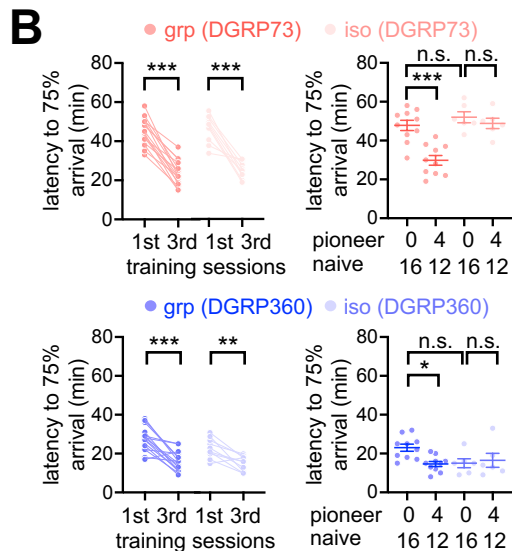 B
grp (DGRP73) iso (DGRP73)
latency to 75%
arrival (min)
80
60
40
20
0
*** ***
1st 3rd 1st 3rd
training sessions
latency to 75%
arrival (min)
80
60
40
20
0
n.s. n.s.
***
pioneer 0 4 0 4
naive 16 12 16 12
grp (DGRP360) iso (DGRP360)
latency to 75%
arrival (min)
80
60
40
20
0
*** **
1st 3rd 1st 3rd
training sessions
latency to 75%
arrival (min)
80
60
40
20
0
n.s. n.s.
*
pioneer 0 4 0 4
naive 16 12 16 12